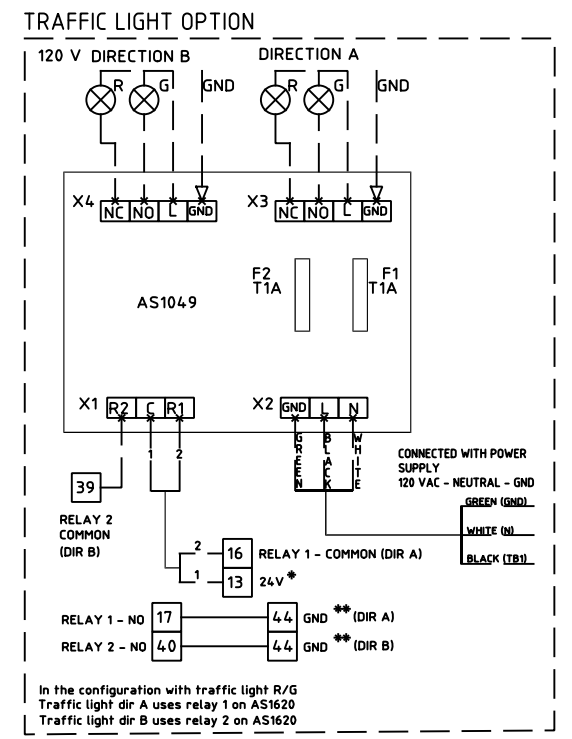 TRAFFIC LIGHT OPTION
120 V DIRECTION B
DIRECTION A
R G GND
R G GND
X4 NC NO L GND
X3 NC NO L GND
F2
T1A
F1
T1A
AS1049
X1 R2 C R1
X2 GND L N
1 2
GREEN
BLACK
WHITE
CONNECTED WITH POWER
SUPPLY
120 VAC - NEUTRAL - GND
GREEN (GND)
WHITE (N)
BLACK (TB1)
39
RELAY 2
COMMON
(DIR B)
2 16 RELAY 1 - COMMON (DIR A)
1 13 24V *
RELAY 1 - NO 17 44 GND ** (DIR A)
RELAY 2 - NO 40 44 GND ** (DIR B)
In the configuration with traffic light R/G
Traffic light dir A uses relay 1 on AS1620
Traffic light dir B uses relay 2 on AS1620